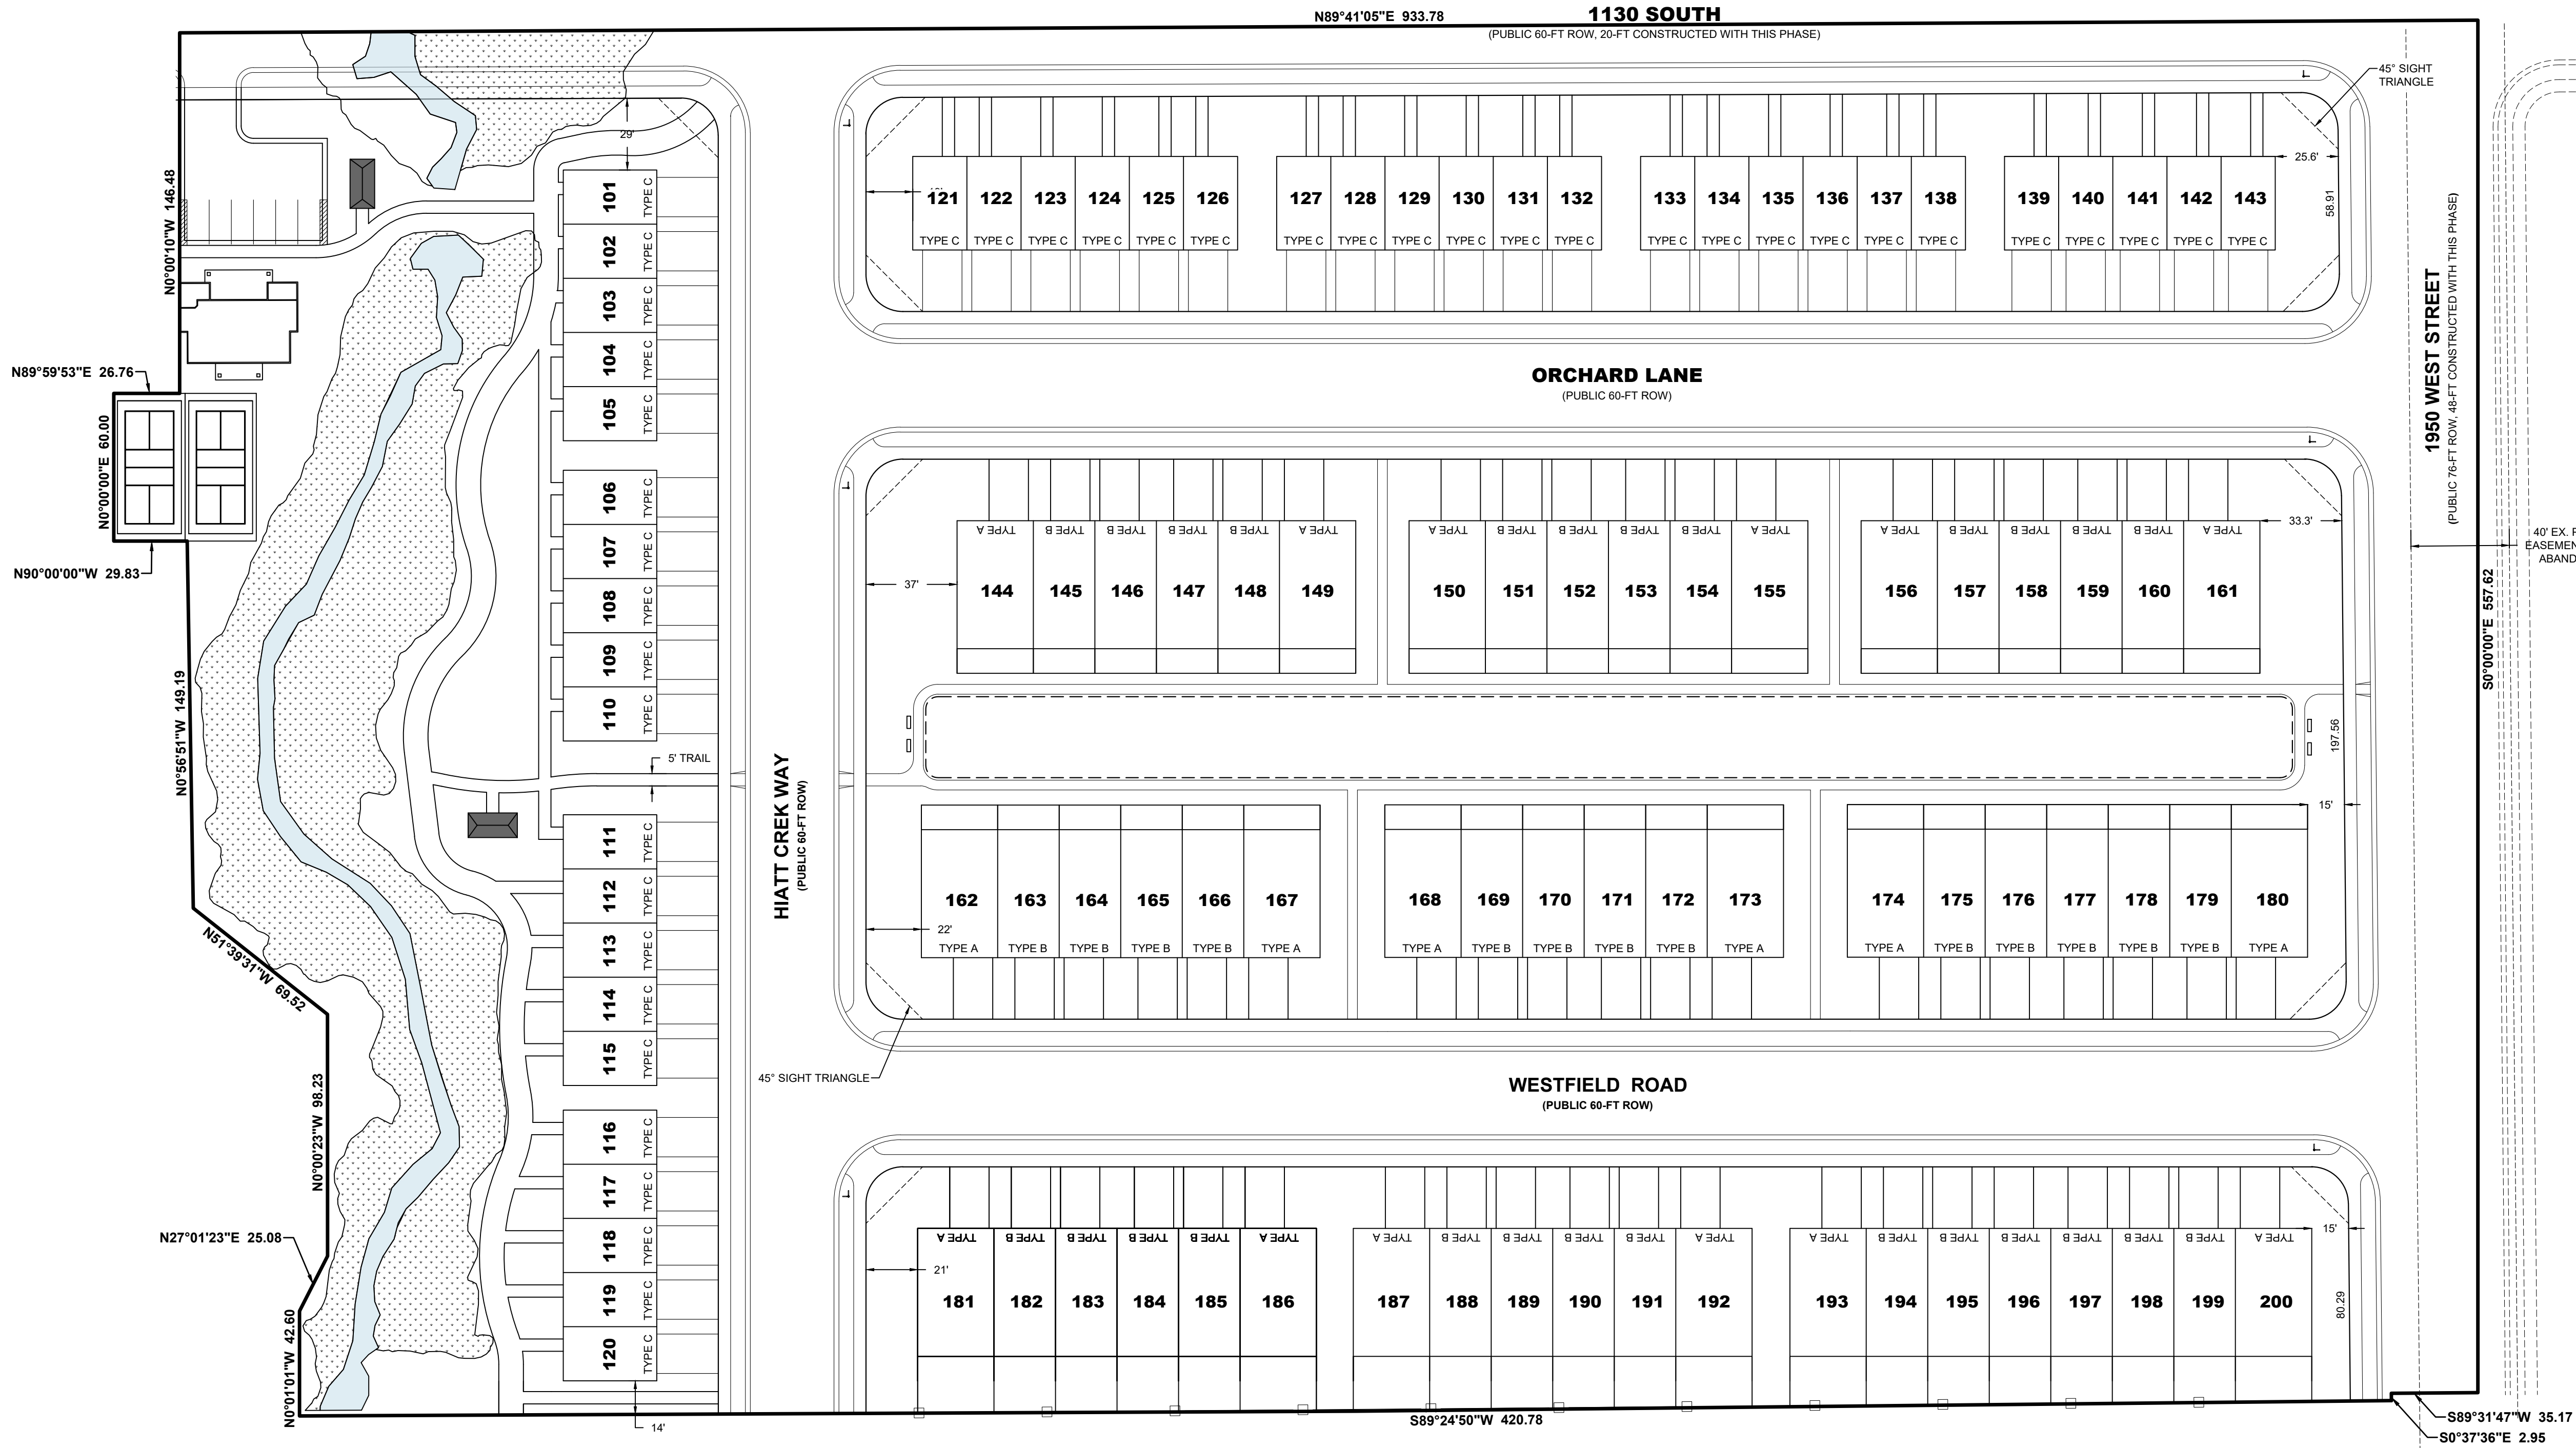 N89°41'05"E 933.78
1130 SOUTH
(PUBLIC 60-FT ROW, 20-FT CONSTRUCTED WITH THIS PHASE)
45° SIGHT
TRIANGLE
29'
25.6'
58.91
N0°00'10"W 146.48
101 TYPE C
102 TYPE C
103 TYPE C
104 TYPE C
105 TYPE C
106 TYPE C
107 TYPE C
108 TYPE C
109 TYPE C
110 TYPE C
5' TRAIL
111 TYPE C
112 TYPE C
113 TYPE C
114 TYPE C
115 TYPE C
116 TYPE C
117 TYPE C
118 TYPE C
119 TYPE C
120 TYPE C
14'
121 122 123 124 125 126
TYPE C TYPE C TYPE C TYPE C TYPE C TYPE C
127 128 129 130 131 132
TYPE C TYPE C TYPE C TYPE C TYPE C TYPE C
133 134 135 136 137 138
TYPE C TYPE C TYPE C TYPE C TYPE C TYPE C
139 140 141 142 143
TYPE C TYPE C TYPE C TYPE C TYPE C
1950 WEST STREET
(PUBLIC 76-FT ROW, 48-FT CONSTRUCTED WITH THIS PHASE)
N89°59'53"E 26.76
N0°00'00"E 60.00
N90°00'00"W 29.83
ORCHARD LANE
(PUBLIC 60-FT ROW)
TYPE A TYPE B TYPE B TYPE B TYPE B TYPE A
37'
144 145 146 147 148 149
TYPE A TYPE B TYPE B TYPE B TYPE B TYPE A
150 151 152 153 154 155
TYPE A TYPE B TYPE B TYPE B TYPE B TYPE A
33.3'
156 157 158 159 160 161
40' EX.
ABAND
S0°00'00"E 557.62
N0°56'51"W 149.19
197.56
15'
HIATT CREK WAY
(PUBLIC 60-FT ROW)
162 163 164 165 166 167
22'
TYPE A TYPE B TYPE B TYPE B TYPE B TYPE A
168 169 170 171 172 173
TYPE A TYPE B TYPE B TYPE B TYPE B TYPE A
174 175 176 177 178 179 180
TYPE A TYPE B TYPE B TYPE B TYPE B TYPE B TYPE A
N51°39'31"W 69.52
45° SIGHT TRIANGLE
WESTFIELD ROAD
(PUBLIC 60-FT ROW)
N0°00'23"W 98.23
N27°01'23"E 25.08
N0°01'01"W 42.60
TYPE A TYPE B TYPE B TYPE B TYPE B TYPE A
21'
181 182 183 184 185 186
TYPE A TYPE B TYPE B TYPE B TYPE B TYPE A
187 188 189 190 191 192
TYPE A TYPE B TYPE B TYPE B TYPE B TYPE B TYPE B TYPE A
15'
193 194 195 196 197 198 199 200
80.29
S89°24'50"W 420.78
S89°31'47"W 35.17
S0°37'36"E 2.95